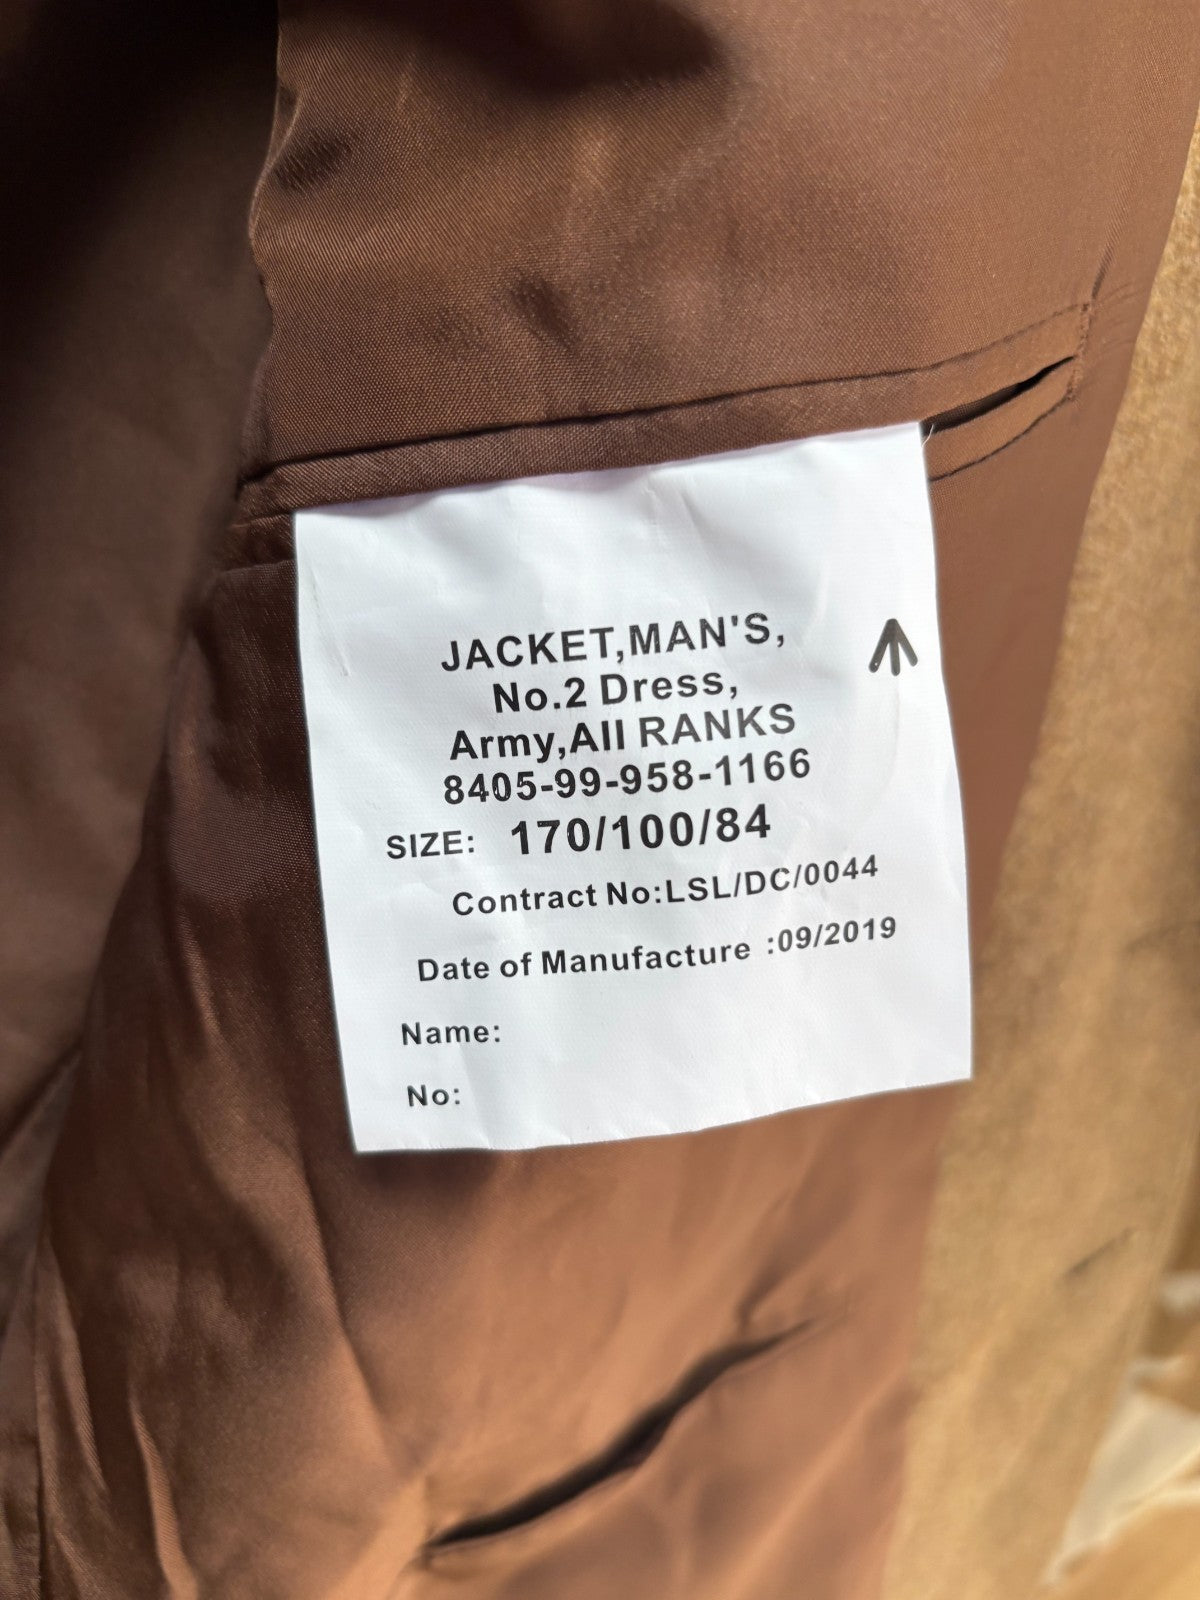 JACKET,MAN'S,
No.2 Dress,
Army,All RANKS
8405-99-958-1166
SIZE: 170/100/84
Contract No:LSL/DC/0044
Date of Manufacture :09/2019
Name:
No: